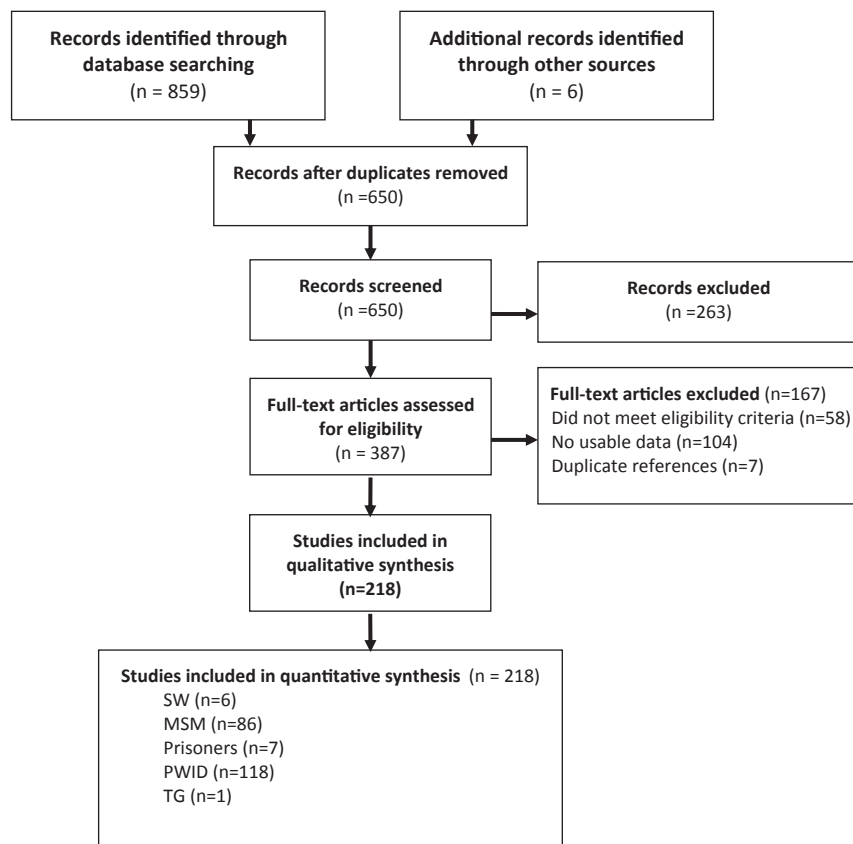 Records identified through
database searching
(n = 859)
Additional records identified
through other sources
(n = 6)
Records after duplicates removed
(n =650)
Records screened
(n =650)
Records excluded
(n =263)
Full-text articles assessed
for eligibility
(n = 387)
Full-text articles excluded (n=167)
Did not meet eligibility criteria (n=58)
No usable data (n=104)
Duplicate references (n=7)
Studies included in
qualitative synthesis
(n=218)
Studies included in quantitative synthesis (n = 218)
SW (n=6)
MSM (n=86)
Prisoners (n=7)
PWID (n=118)
TG (n=1)